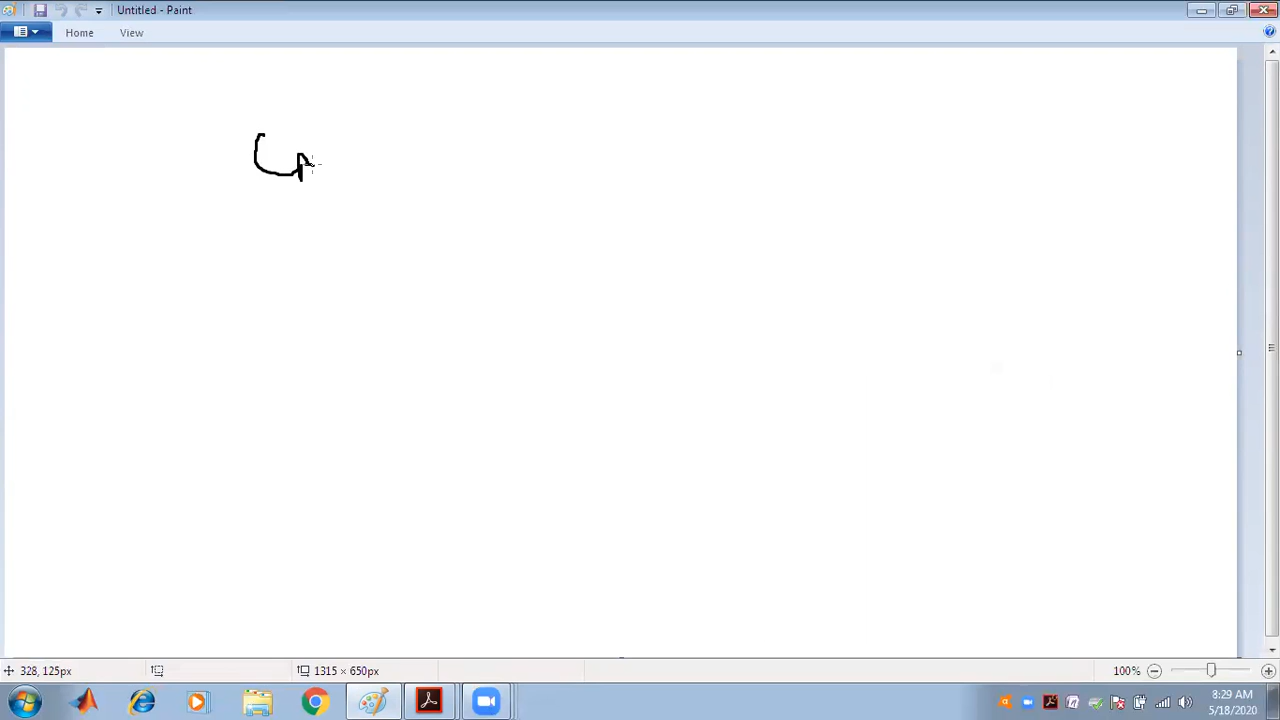 Untitled - Paint
Home View
328, 125px 1315 × 650px 100%
8:29 AM
5/18/2020